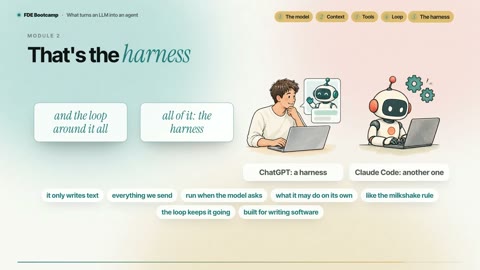 FDE Bootcamp · What turns an LLM into an agent
The model
Context
Tools
Loop
The harness
MODULE 2
That's the harness
and the loop
around it all
all of it: the
harness
ChatGPT: a harness
Claude Code: another one
it only writes text
everything we send
run when the model asks
what it may do on its own
like the milkshake rule
the loop keeps it going
built for writing software